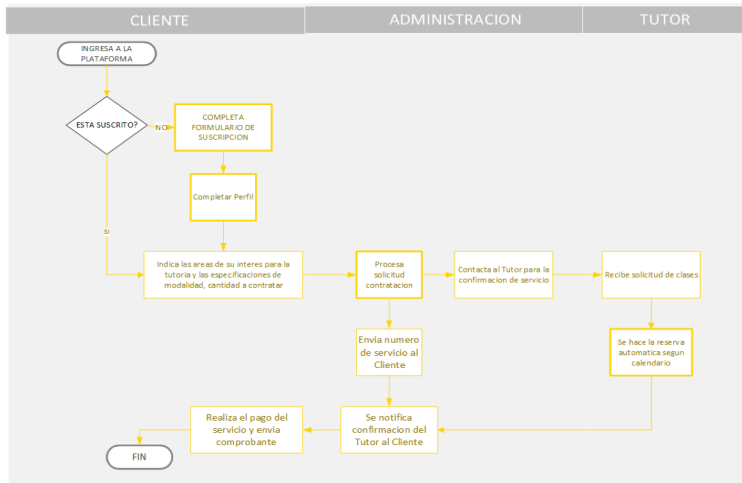 CLIENTE
ADMINISTRACION
TUTOR
INGRESA A LA
PLATAFORMA
ESTA SUSCRITO?
NO
COMPLETA
FORMULARIO DE
SUSCRIPCION
Completar Perfil
SI
Indica las areas de su interes para la
tutoria y las especificaciones de
modalidad, cantidad a contratar
Procesa
solicitud
contratacion
Contacta al Tutor para la
confirmacion de servicio
Recibe solicitud de clases
Envia numero
de servicio al
Cliente
Se hace la reserva
automatica segun
calendario
Realiza el pago del
servicio y envia
comprobante
Se notifica
confirmacion del
Tutor al Cliente
FIN